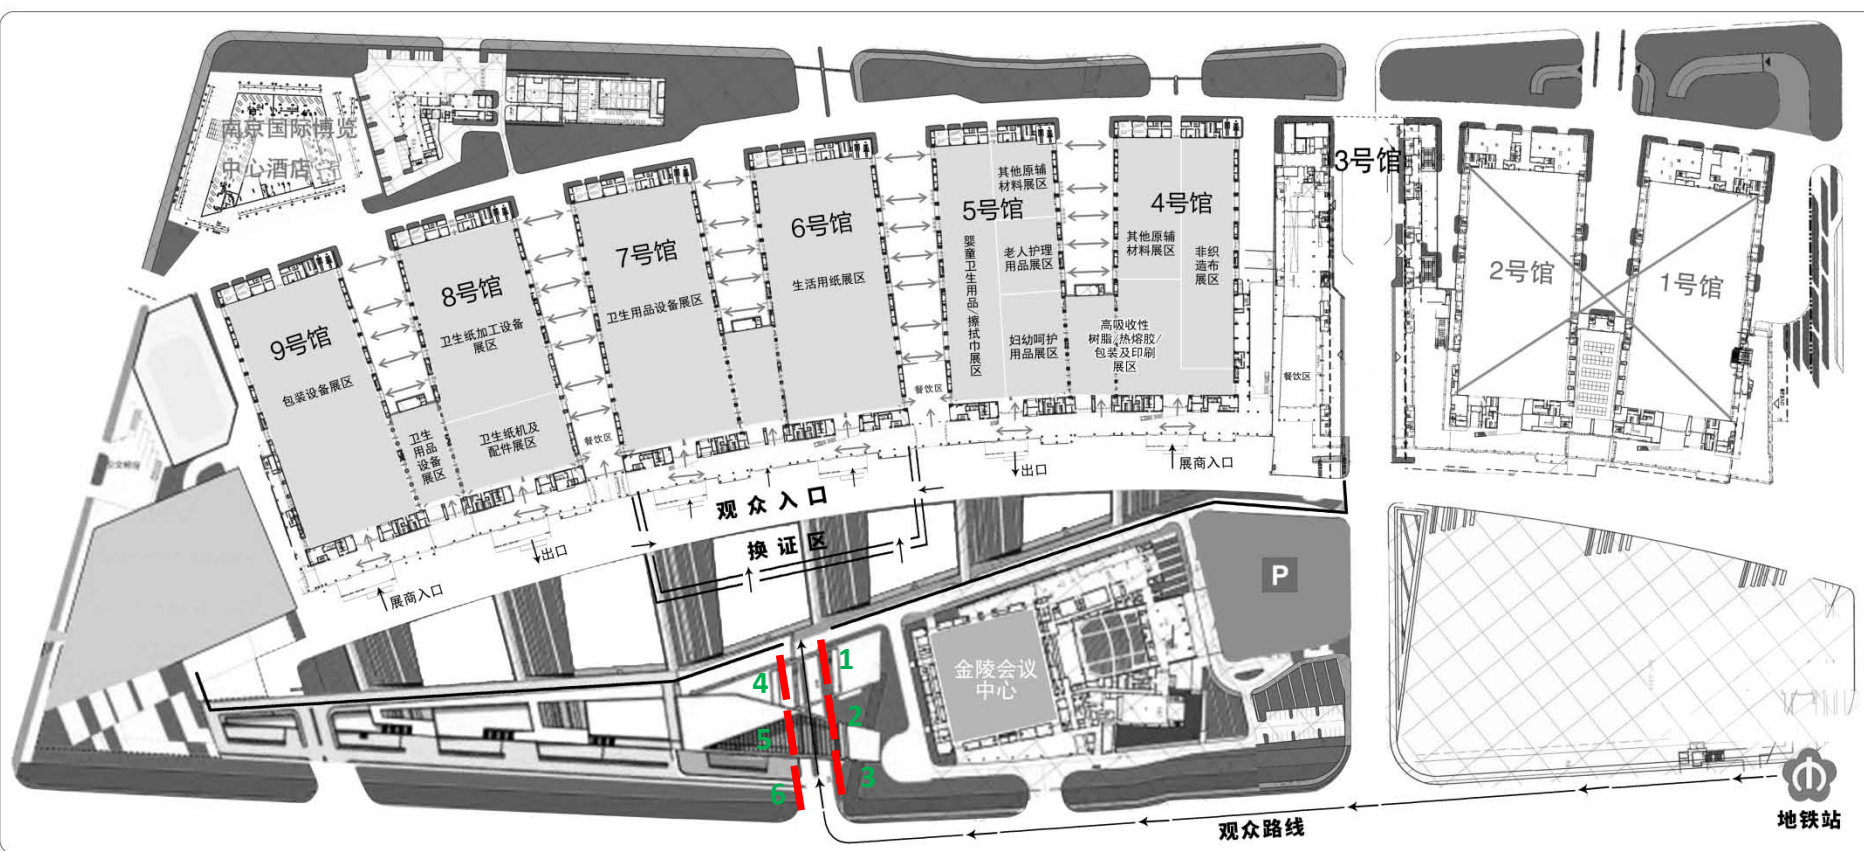 南京国际博览
中心酒店
9号馆
包装设备展区
8号馆
卫生纸加工设备
展区
卫生
用品
设备
展区
卫生纸机及
配件展区
7号馆
卫生用品设备展区
餐饮区
6号馆
生活用纸展区
餐饮区
5号馆
其他原辅
材料展区
婴童卫生用品/擦拭巾展区
老人护理
用品展区
妇幼呵护
用品展区
4号馆
其他原辅
材料展区
非织
造布
展区
高吸收性
树脂/热熔胶/
包装及印刷
展区
3号馆
餐饮区
2号馆
1号馆
展商入口
出口
观众入口
换证区
出口
展商入口
P
金陵会议
中心
1
2
3
4
5
6
观众路线
地铁站